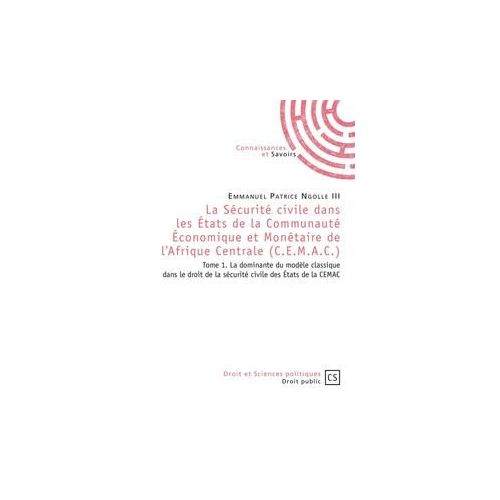 Connaissances
et Savoirs
Emmanuel Patrice Ngolle III
La Sécurité civile dans
les États de la Communauté
Économique et Monétaire de
l'Afrique Centrale (C.E.M.A.C.)
Tome 1. La dominante du modèle classique
dans le droit de la sécurité civile des États de la CEMAC
Droit et Sciences politiques
Droit public
CS